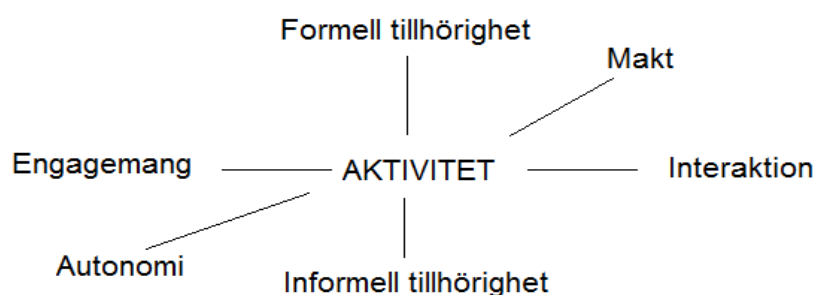 Formell tillhörighet
Makt
Engagemang
AKTIVITET
Interaktion
Autonomi
Informell tillhörighet